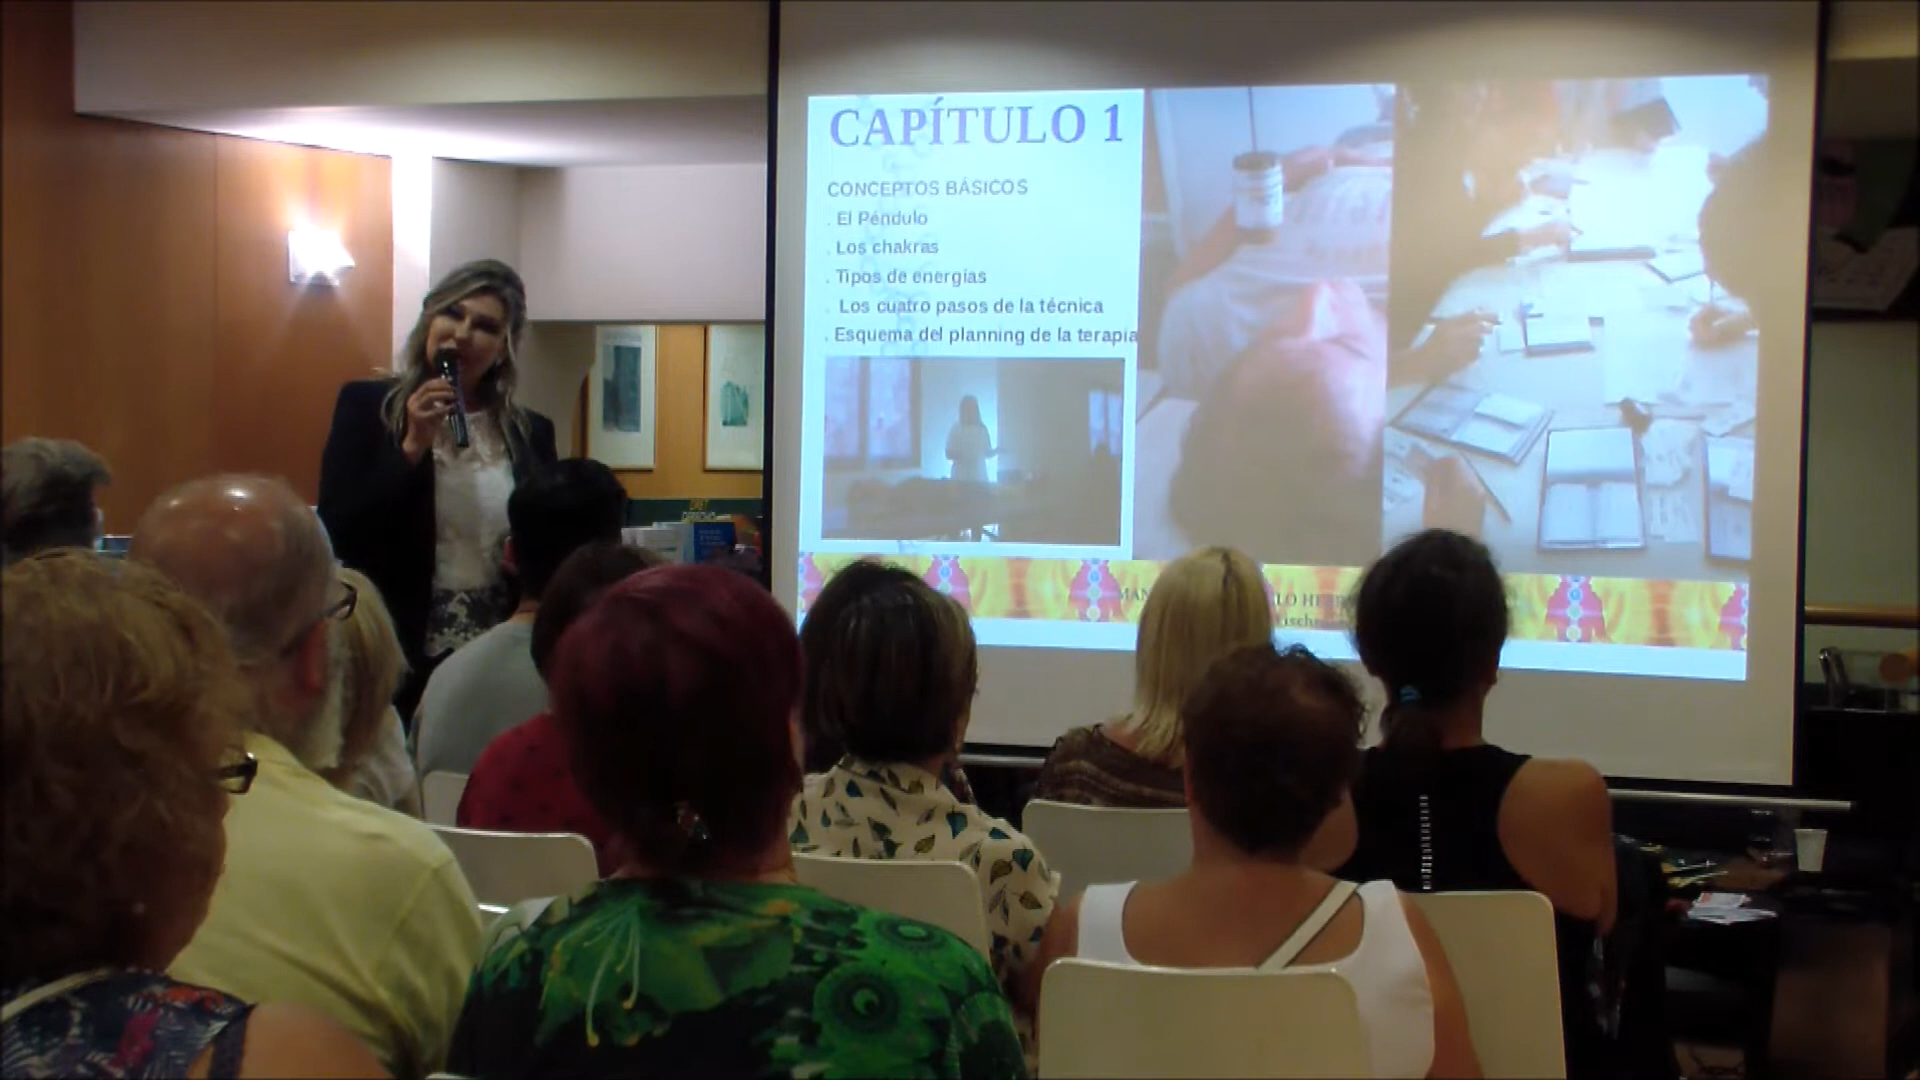 CAPÍTULO 1
CONCEPTOS BÁSICOS
. El Péndulo
. Los chakras
. Tipos de energías
. Los cuatro pasos de la técnica
. Esquema del planning de la terapia